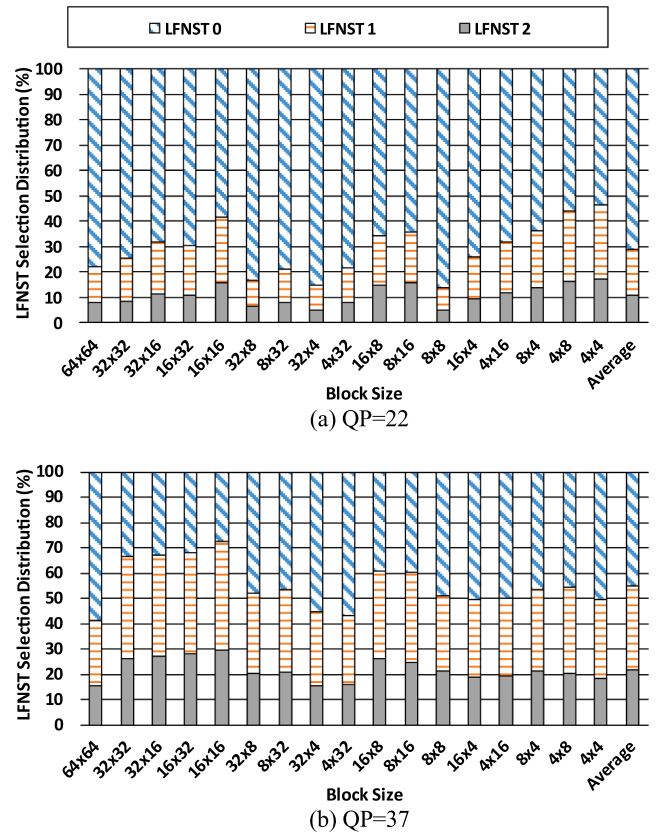 LFNST 0 LFNST 1 LFNST 2
LFNST Selection Distribution (%)
100
90
80
70
60
50
40
30
20
10
0
64x64 32x32 32x16 16x32 16x16 32x8 8x32 32x4 4x32 16x8 8x16 8x8 16x4 4x16 8x4 4x8 4x4 Average
Block Size
(a) QP=22
LFNST Selection Distribution (%)
100
90
80
70
60
50
40
30
20
10
0
64x64 32x32 32x16 16x32 16x16 32x8 8x32 32x4 4x32 16x8 8x16 8x8 16x4 4x16 8x4 4x8 4x4 Average
Block Size
(b) QP=37